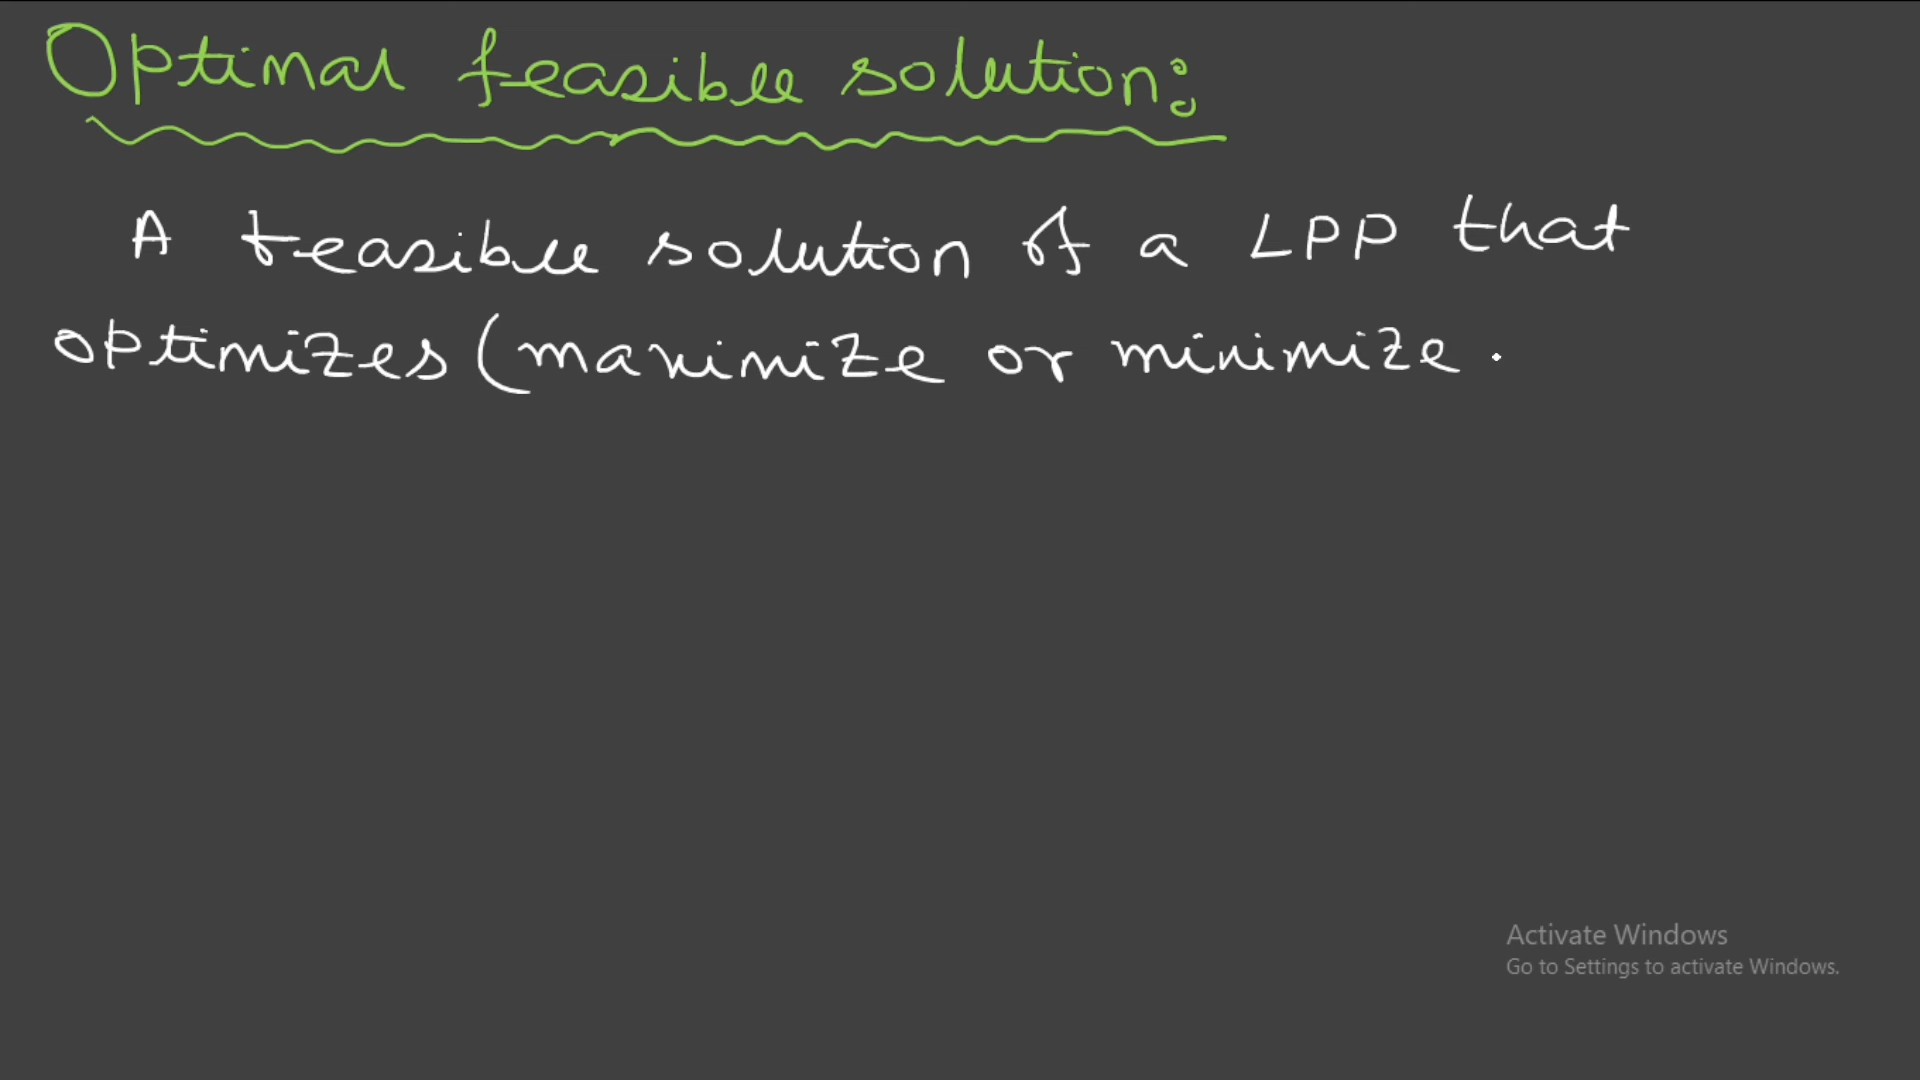 Optimal feasible solution:
A feasible solution of a LPP that
optimizes (maximize or minimize
Activate Windows
Go to Settings to activate Windows.